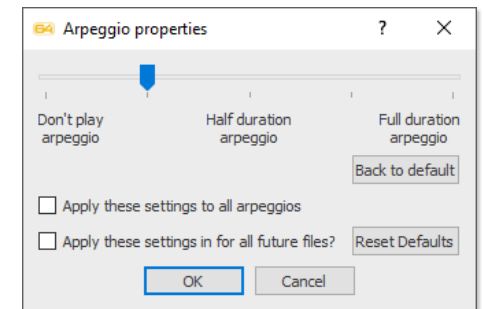 64 Arpeggio properties ? X
Don't play Half duration Full duration
arpeggio arpeggio arpeggio
Back to default
Apply these settings to all arpeggios
Apply these settings in for all future files? Reset Defaults
OK Cancel